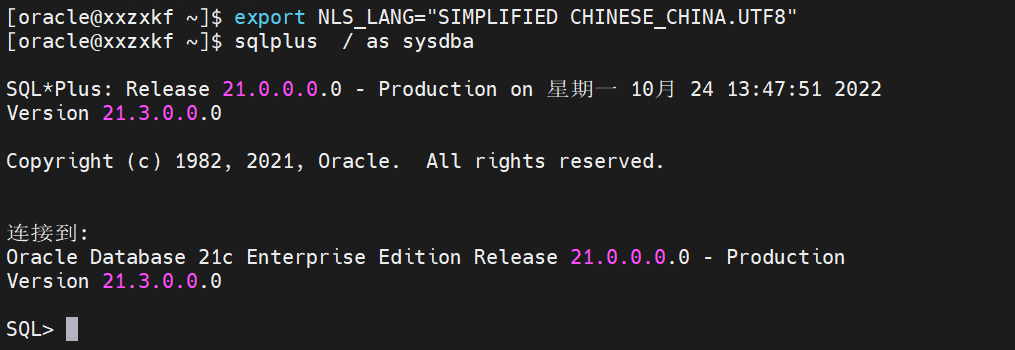 [oracle@xxzxkf ~]$ export NLS_LANG="SIMPLIFIED CHINESE_CHINA.UTF8"
[oracle@xxzxkf ~]$ sqlplus  / as sysdba
SQL*Plus: Release 21.0.0.0.0 - Production on 星期一 10月 24 13:47:51 2022
Version 21.3.0.0.0
Copyright (c) 1982, 2021, Oracle.  All rights reserved.
连接到:
Oracle Database 21c Enterprise Edition Release 21.0.0.0.0 - Production
Version 21.3.0.0.0
SQL>